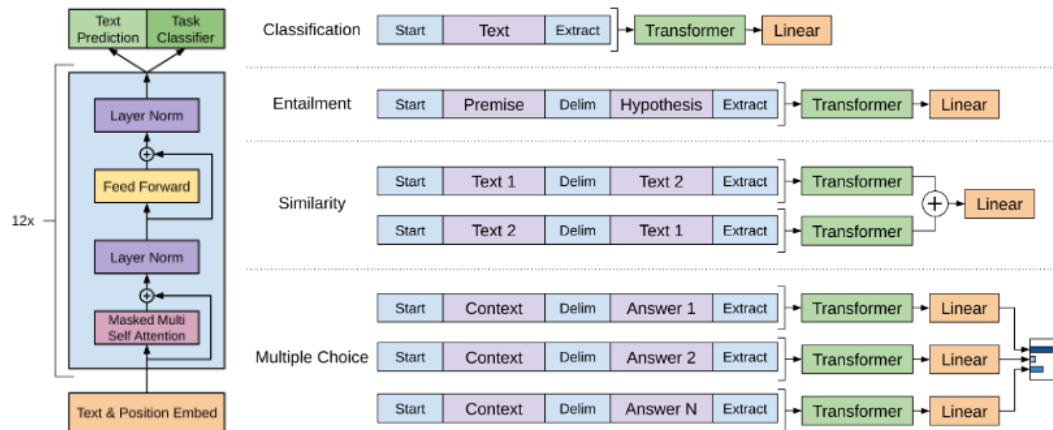 Text
Prediction
Task
Classifier
Layer Norm
+
Feed Forward
12x
Layer Norm
+
Masked Multi
Self Attention
Text & Position Embed
Classification
Start Text Extract Transformer Linear
Entailment
Start Premise Delim Hypothesis Extract Transformer Linear
Similarity
Start Text 1 Delim Text 2 Extract Transformer
+ Linear
Start Text 2 Delim Text 1 Extract Transformer
Multiple Choice
Start Context Delim Answer 1 Extract Transformer Linear
Start Context Delim Answer 2 Extract Transformer Linear
Start Context Delim Answer N Extract Transformer Linear